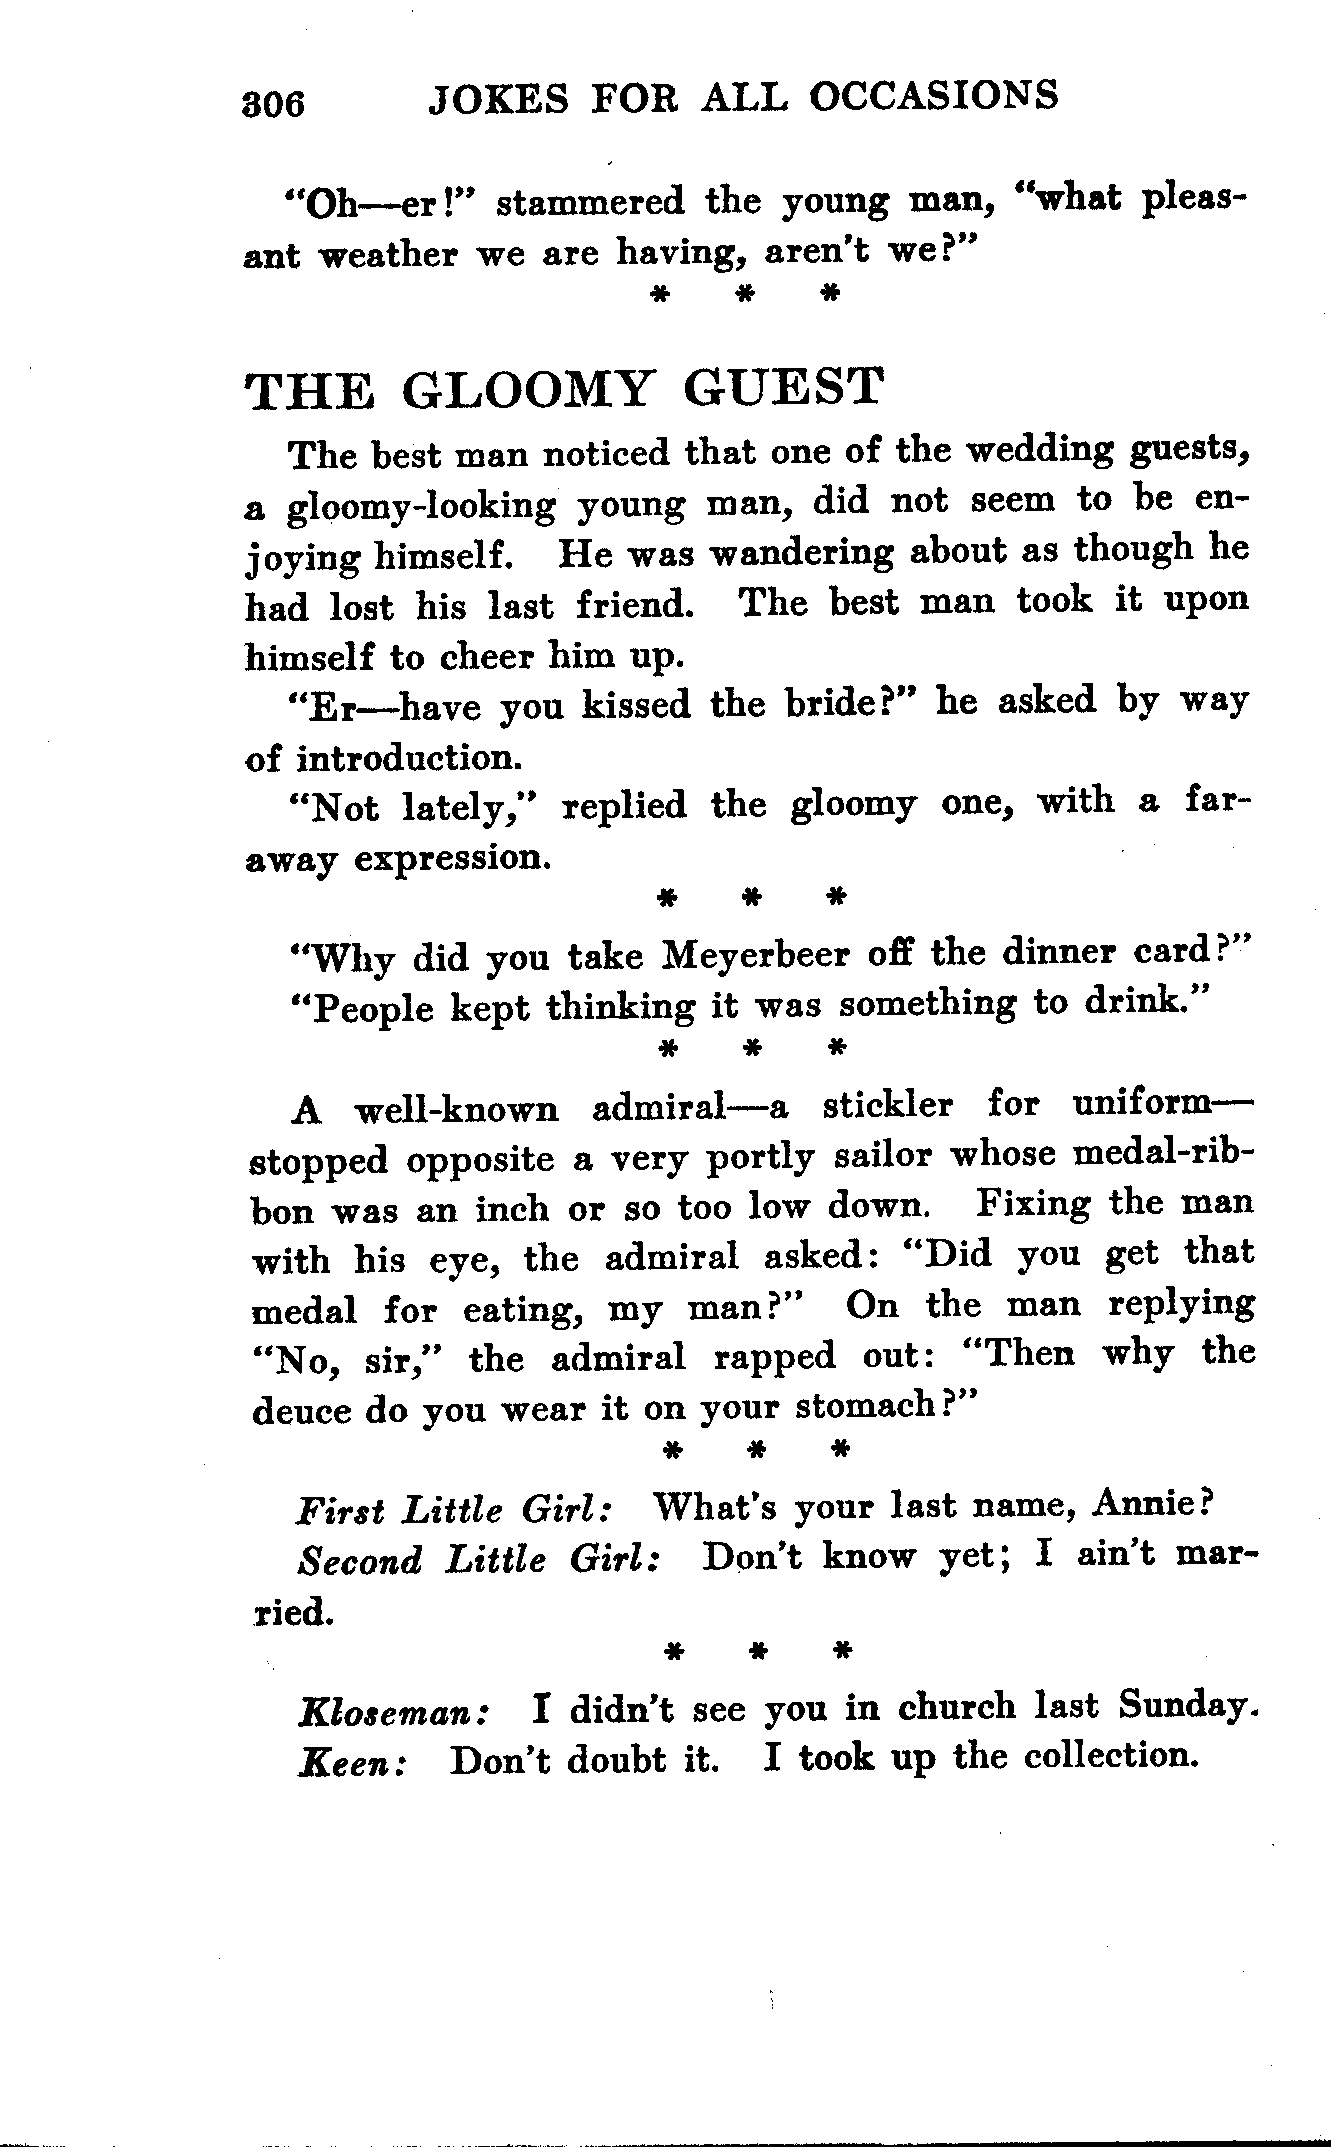 306 JOKES FOR ALL OCCASIONS
“Oh—er!” stammered the young man, “what pleas-
ant weather we are having, aren't we?”
* * *
THE GLOOMY GUEST
The best man noticed that one of the wedding guests,
a gloomy-looking young man, did not seem to be en-
joying himself. He was wandering about as though he
had lost his last friend. The best man took it upon
himself to cheer him up.
“Er—have you kissed the bride?” he asked by way
of introduction.
“Not lately,” replied the gloomy one, with a far-
away expression.
* * *
“Why did you take Meyerbeer off the dinner card?”
“People kept thinking it was something to drink.”
* * *
A well-known admiral—a stickler for uniform—
stopped opposite a very portly sailor whose medal-rib-
bon was an inch or so too low down. Fixing the man
with his eye, the admiral asked: “Did you get that
medal for eating, my man?” On the man replying
“No, sir,” the admiral rapped out: “Then why the
deuce do you wear it on your stomach?”
* * *
First Little Girl: What's your last name, Annie?
Second Little Girl: Don't know yet; I ain't mar-
ried.
* * *
Kloseman: I didn't see you in church last Sunday.
Keen: Don't doubt it. I took up the collection.